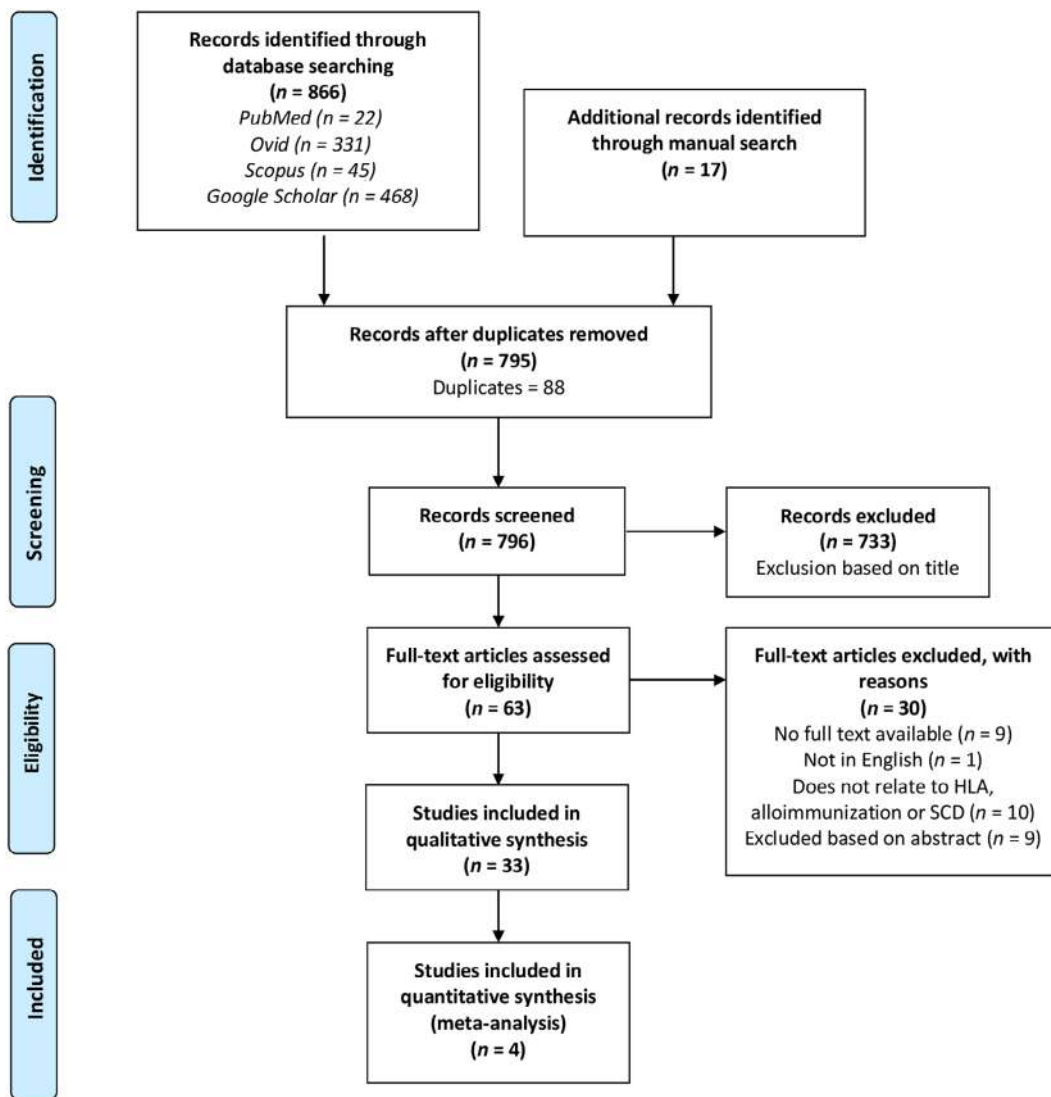 Identification
Records identified through
database searching
(n = 866)
PubMed (n = 22)
Ovid (n = 331)
Scopus (n = 45)
Google Scholar (n = 468)
Additional records identified
through manual search
(n = 17)
Records after duplicates removed
(n = 795)
Duplicates = 88
Screening
Records screened
(n = 796)
Records excluded
(n = 733)
Exclusion based on title
Eligibility
Full-text articles assessed
for eligibility
(n = 63)
Full-text articles excluded, with
reasons
(n = 30)
No full text available (n = 9)
Not in English (n = 1)
Does not relate to HLA,
alloimmunization or SCD (n = 10)
Excluded based on abstract (n = 9)
Studies included in
qualitative synthesis
(n = 33)
Included
Studies included in
quantitative synthesis
(meta-analysis)
(n = 4)